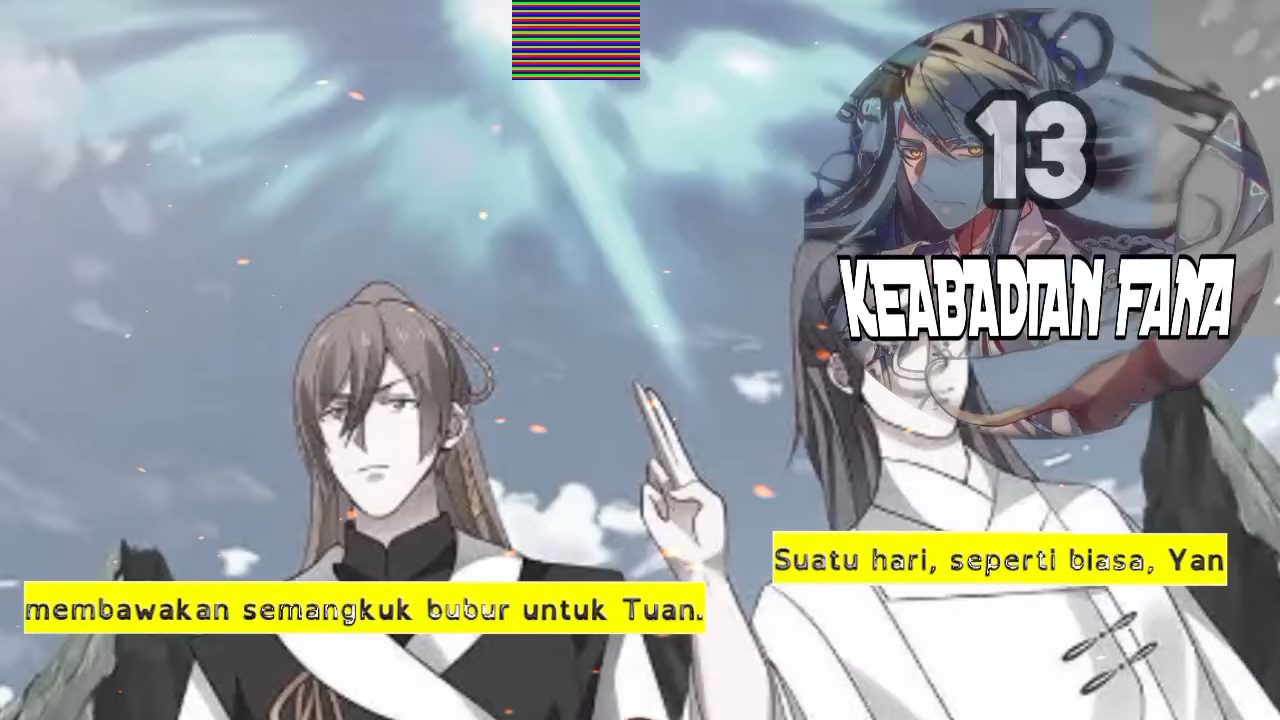 13
KEABADIAN FANA
Suatu hari, seperti biasa, Yan
membawakan semangkuk bubur untuk Tuan.